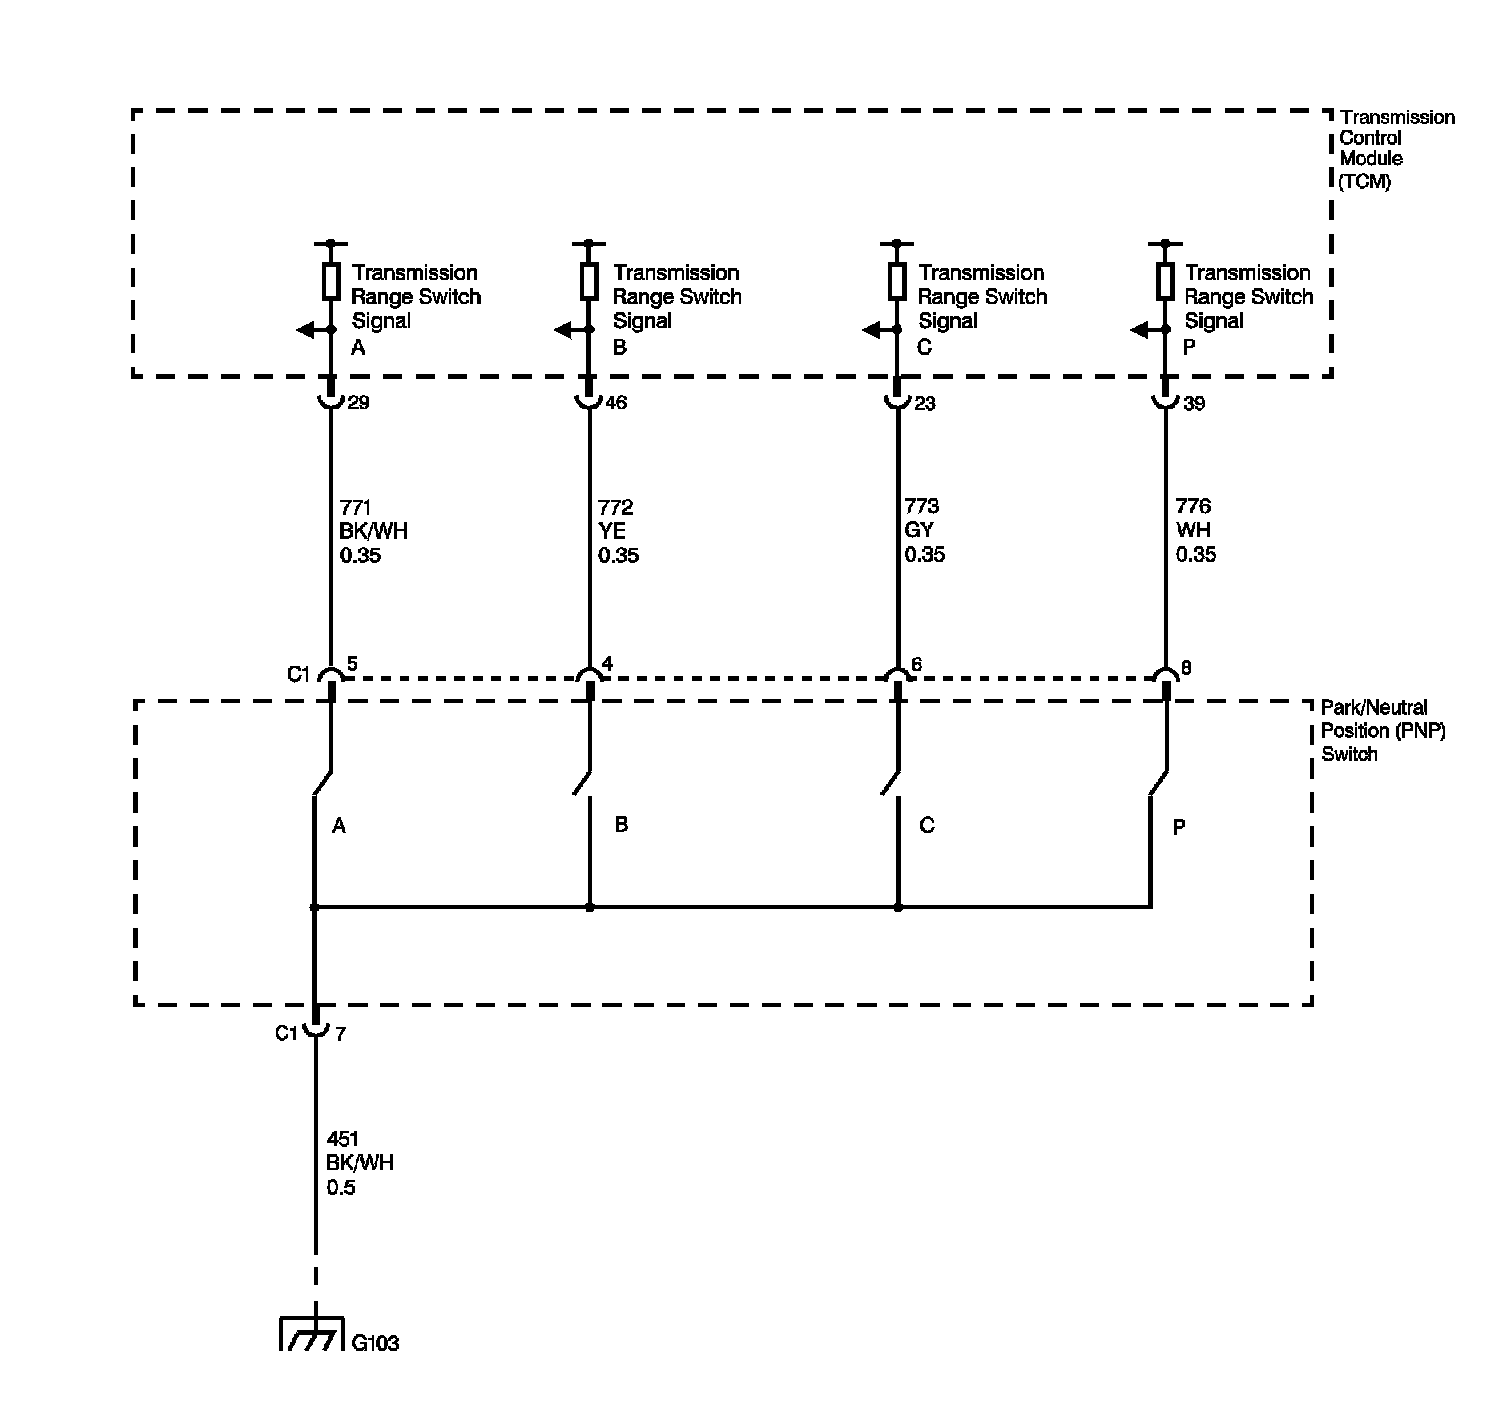 Transmission
Control
Module
(TCM)
Transmission
Range Switch
Signal
A
Transmission
Range Switch
Signal
B
Transmission
Range Switch
Signal
C
Transmission
Range Switch
Signal
P
29
46
23
39
771
BK/WH
0.35
772
YE
0.35
773
GY
0.35
776
WH
0.35
C1
5
4
6
8
Park/Neutral
Position (PNP)
Switch
A
B
C
P
C1
7
451
BK/WH
0.5
G103